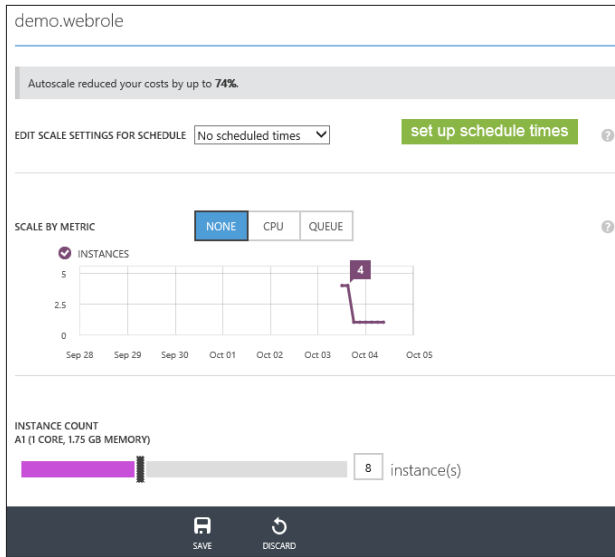 demo.webrole
Autoscale reduced your costs by up to 74%.
EDIT SCALE SETTINGS FOR SCHEDULE No scheduled times set up schedule times ?
SCALE BY METRIC NONE CPU QUEUE ?
INSTANCES
4
5
2.5
0
Sep 28 Sep 29 Sep 30 Oct 01 Oct 02 Oct 03 Oct 04 Oct 05
INSTANCE COUNT
A1 (1 CORE, 1.75 GB MEMORY)
8 instance(s)
SAVE DISCARD